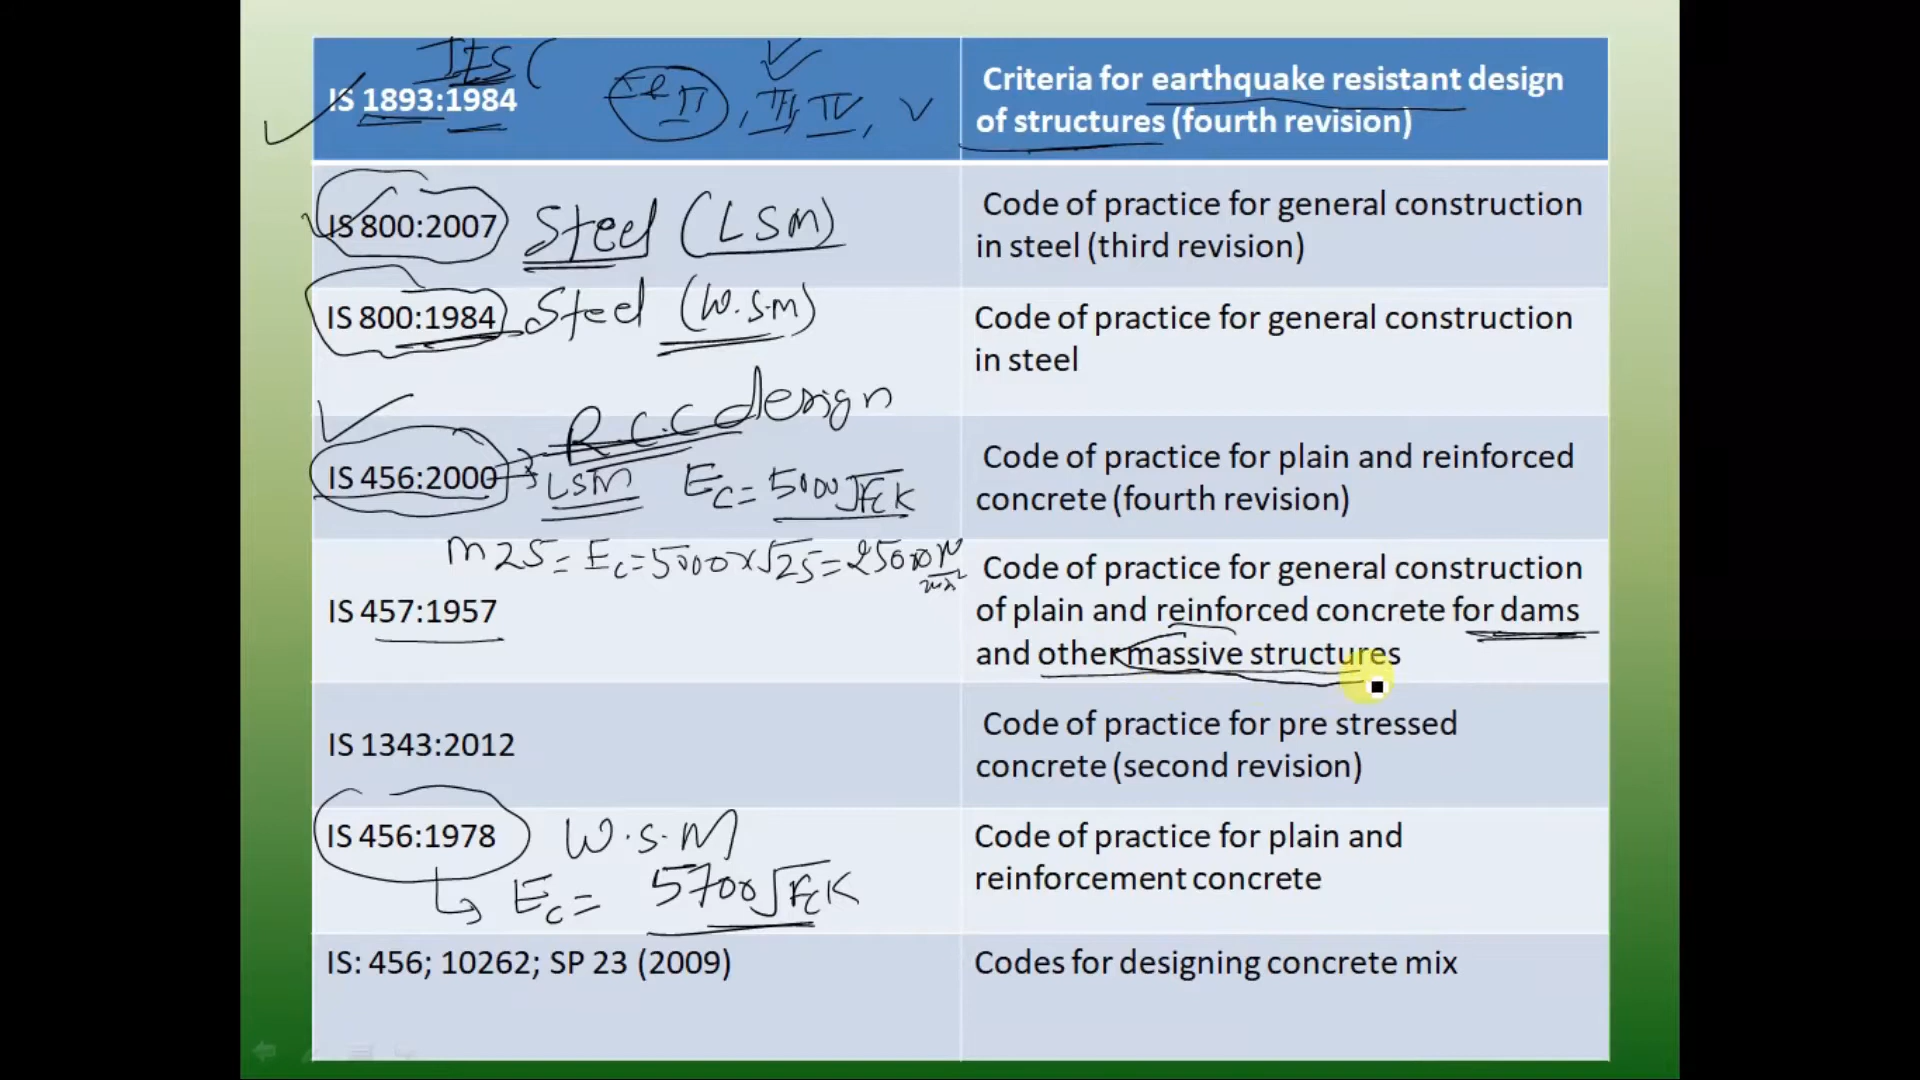 IES (
IS 1893:1984
II, III, IV, V
Criteria for earthquake resistant design
of structures (fourth revision)
IS 800:2007
Steel (LSM)
Code of practice for general construction
in steel (third revision)
IS 800:1984
Steel (W.S.M)
Code of practice for general construction
in steel
R.C.C design
IS 456:2000
LSM
Ec = 5000√Fck
Code of practice for plain and reinforced
concrete (fourth revision)
M25 = Ec = 5000 x √25 = 25000 N/mm²
IS 457:1957
Code of practice for general construction
of plain and reinforced concrete for dams
and other massive structures
IS 1343:2012
Code of practice for pre stressed
concrete (second revision)
IS 456:1978
W.S.M
Ec = 5700√Fck
Code of practice for plain and
reinforcement concrete
IS: 456; 10262; SP 23 (2009)
Codes for designing concrete mix